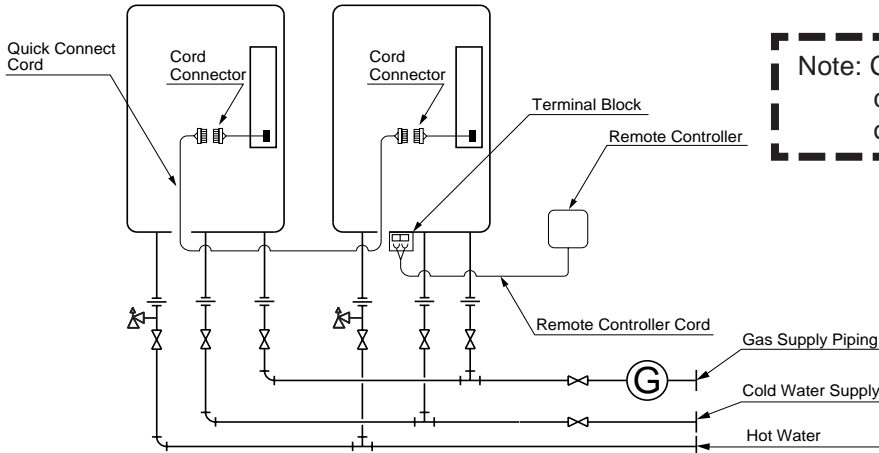 Quick Connect
Cord
Cord
Connector
Cord
Connector
Terminal Block
Remote Controller
Note:
Remote Controller Cord
G
Gas Supply Piping
Cold Water Supply
Hot Water